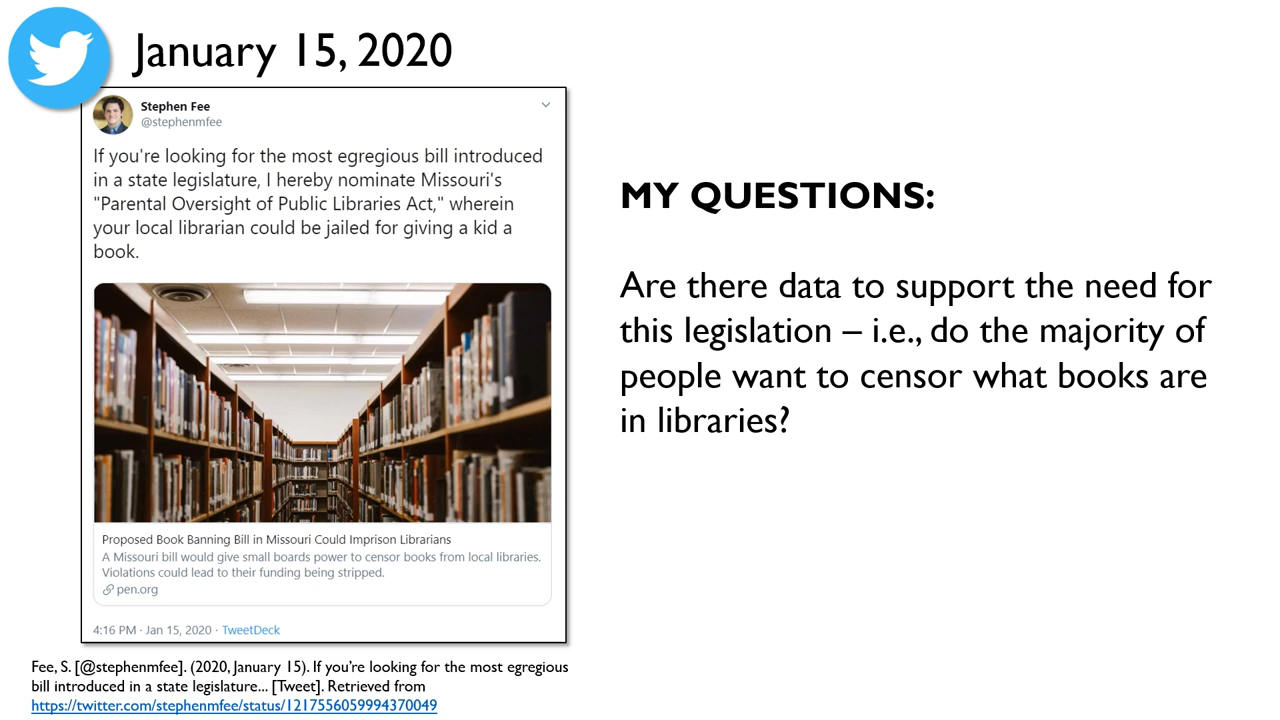 January 15, 2020
Stephen Fee
@stephenmfee
If you're looking for the most egregious bill introduced
in a state legislature, I hereby nominate Missouri's
"Parental Oversight of Public Libraries Act," wherein
your local librarian could be jailed for giving a kid a
book.
Proposed Book Banning Bill in Missouri Could Imprison Librarians
A Missouri bill would give small boards power to censor books from local libraries.
Violations could lead to their funding being stripped.
pen.org
4:16 PM · Jan 15, 2020 · TweetDeck
Fee, S. [@stephenmfee]. (2020, January 15). If you’re looking for the most egregious
bill introduced in a state legislature... [Tweet]. Retrieved from
https://twitter.com/stephenmfee/status/1217556059994370049
MY QUESTIONS:
Are there data to support the need for
this legislation – i.e., do the majority of
people want to censor what books are
in libraries?